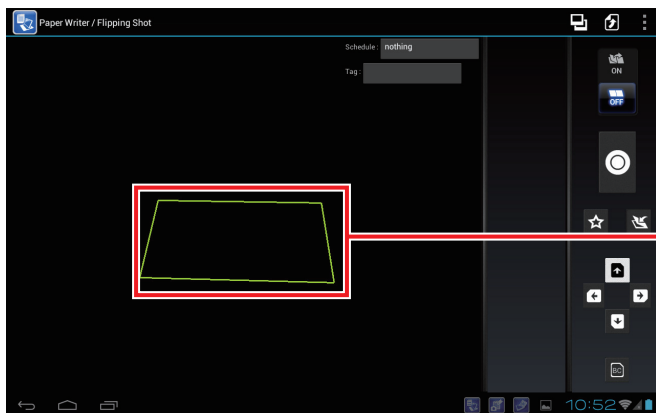 Paper Writer / Flipping Shot
Schedule : nothing
Tag :
ON
OFF
BC
10:52